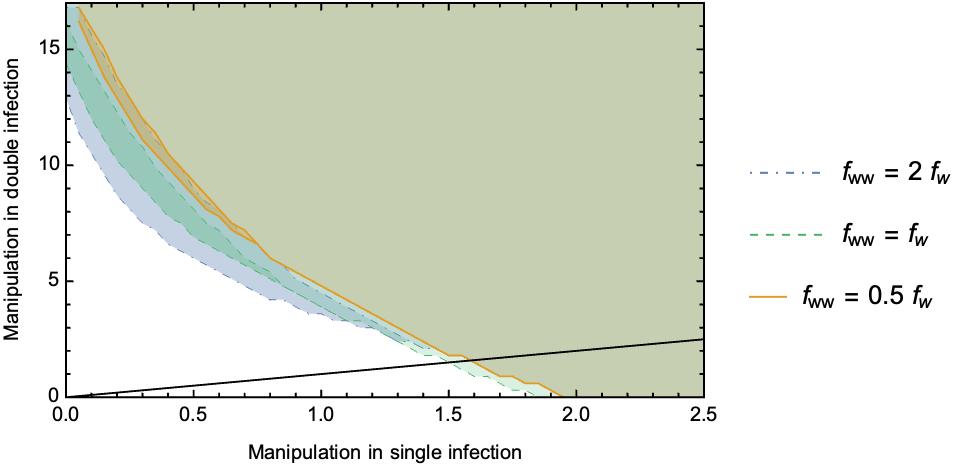 Manipulation in double infection
15
10
5
0
0.0 0.5 1.0 1.5 2.0 2.5
Manipulation in single infection
fww = 2 fw
fww = fw
fww = 0.5 fw